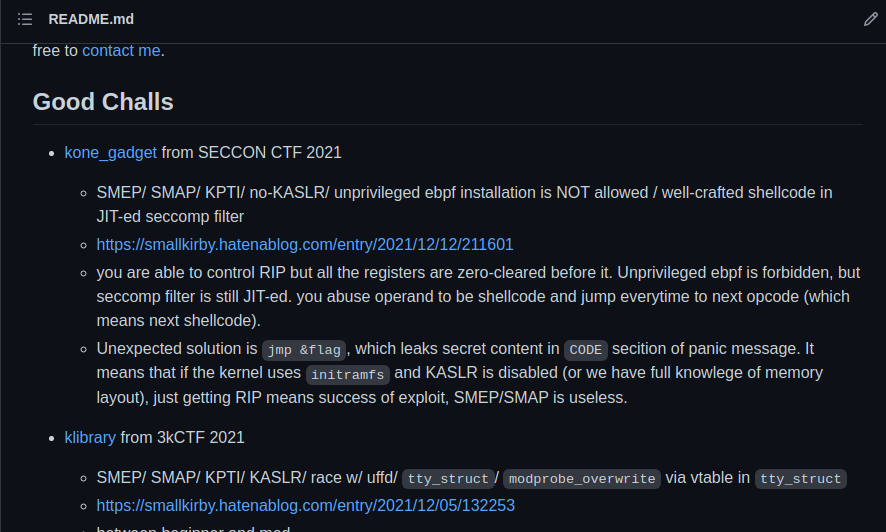 README.md
free to contact me.
Good Challs
kone_gadget from SECCON CTF 2021
SMEP/ SMAP/ KPTI/ no-KASLR/ unprivileged ebpf installation is NOT allowed / well-crafted shellcode in
JIT-ed seccomp filter
https://smallkirby.hatenablog.com/entry/2021/12/12/211601
you are able to control RIP but all the registers are zero-cleared before it. Unprivileged ebpf is forbidden, but
seccomp filter is still JIT-ed. you abuse operand to be shellcode and jump everytime to next opcode (which
means next shellcode).
Unexpected solution is jmp &flag, which leaks secret content in CODE secition of panic message. It
means that if the kernel uses initramfs and KASLR is disabled (or we have full knowlege of memory
layout), just getting RIP means success of exploit, SMEP/SMAP is useless.
klibrary from 3kCTF 2021
SMEP/ SMAP/ KPTI/ KASLR/ race w/ uffd/ tty_struct/ modprobe_overwrite via vtable in tty_struct
https://smallkirby.hatenablog.com/entry/2021/12/05/132253
between beginner and med